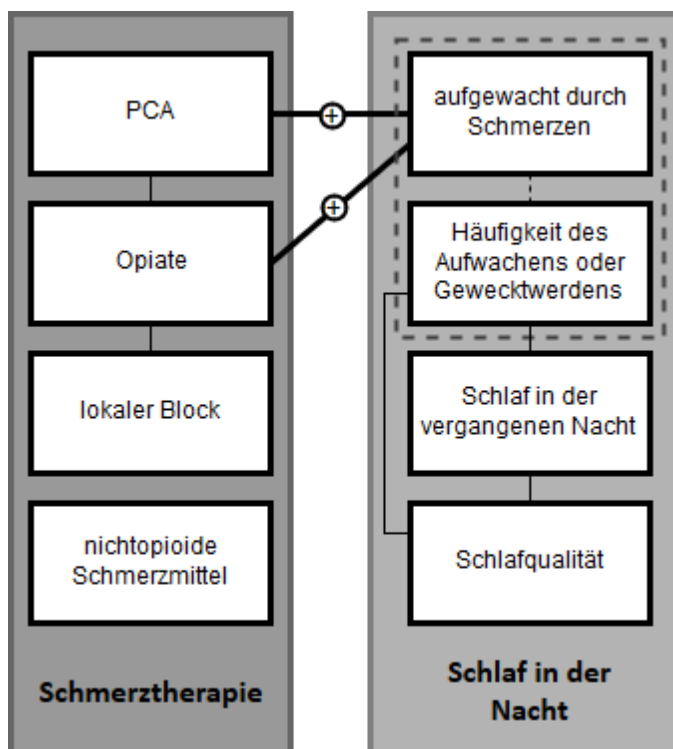 PCA
Opiate
lokaler Block
nichtopioide
Schmerzmittel
Schmerztherapie
+
+
aufgewacht durch
Schmerzen
Häufigkeit des
Aufwachens oder
Gewecktwerdens
Schlaf in der
vergangenen Nacht
Schlafqualität
Schlaf in der
Nacht